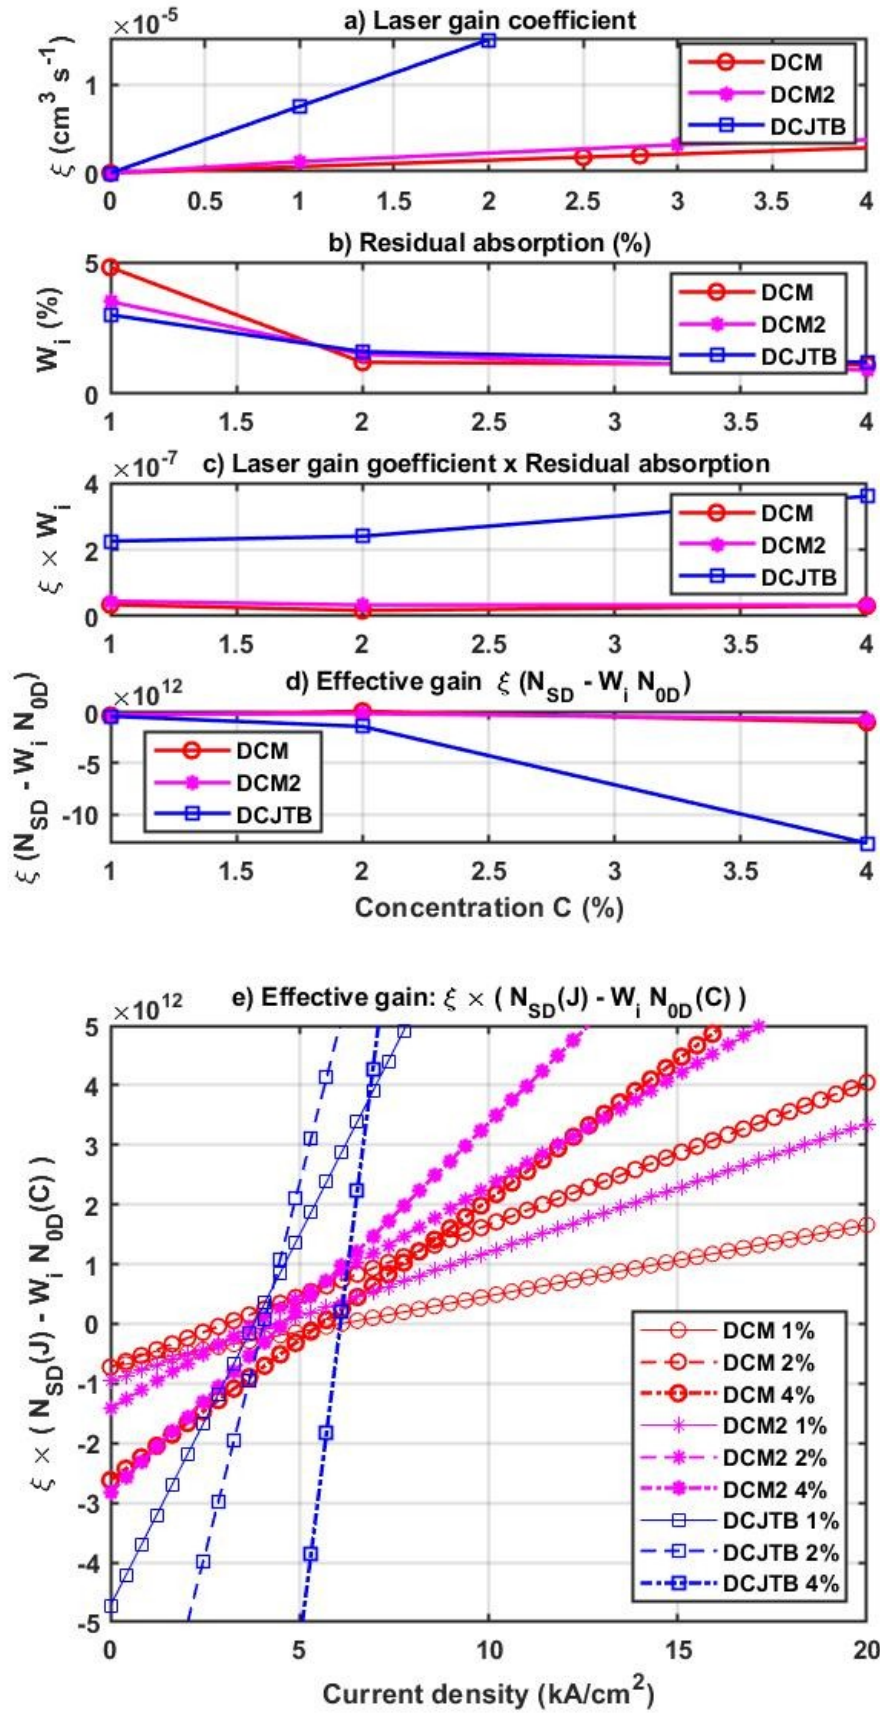 ×10⁻⁵
a) Laser gain coefficient
ξ (cm³ s⁻¹)
1
0
DCM
DCM2
DCJTB
0 0.5 1 1.5 2 2.5 3 3.5 4
b) Residual absorption (%)
Wᵢ (%)
5
0
DCM
DCM2
DCJTB
1 1.5 2 2.5 3 3.5 4
×10⁻⁷
c) Laser gain goefficient x Residual absorption
ξ × Wᵢ
4
2
0
DCM
DCM2
DCJTB
1 1.5 2 2.5 3 3.5 4
×10¹²
d) Effective gain ξ (N_SD - Wᵢ N_0D)
ξ (N_SD - Wᵢ N_0D)
0
-5
-10
DCM
DCM2
DCJTB
1 1.5 2 2.5 3 3.5 4
Concentration C (%)
×10¹²
e) Effective gain: ξ × ( N_SD(J) - Wᵢ N_0D(C) )
ξ × ( N_SD(J) - Wᵢ N_0D(C) )
5
4
3
2
1
0
-1
-2
-3
-4
-5
DCM 1%
DCM 2%
DCM 4%
DCM2 1%
DCM2 2%
DCM2 4%
DCJTB 1%
DCJTB 2%
DCJTB 4%
0 5 10 15 20
Current density (kA/cm²)